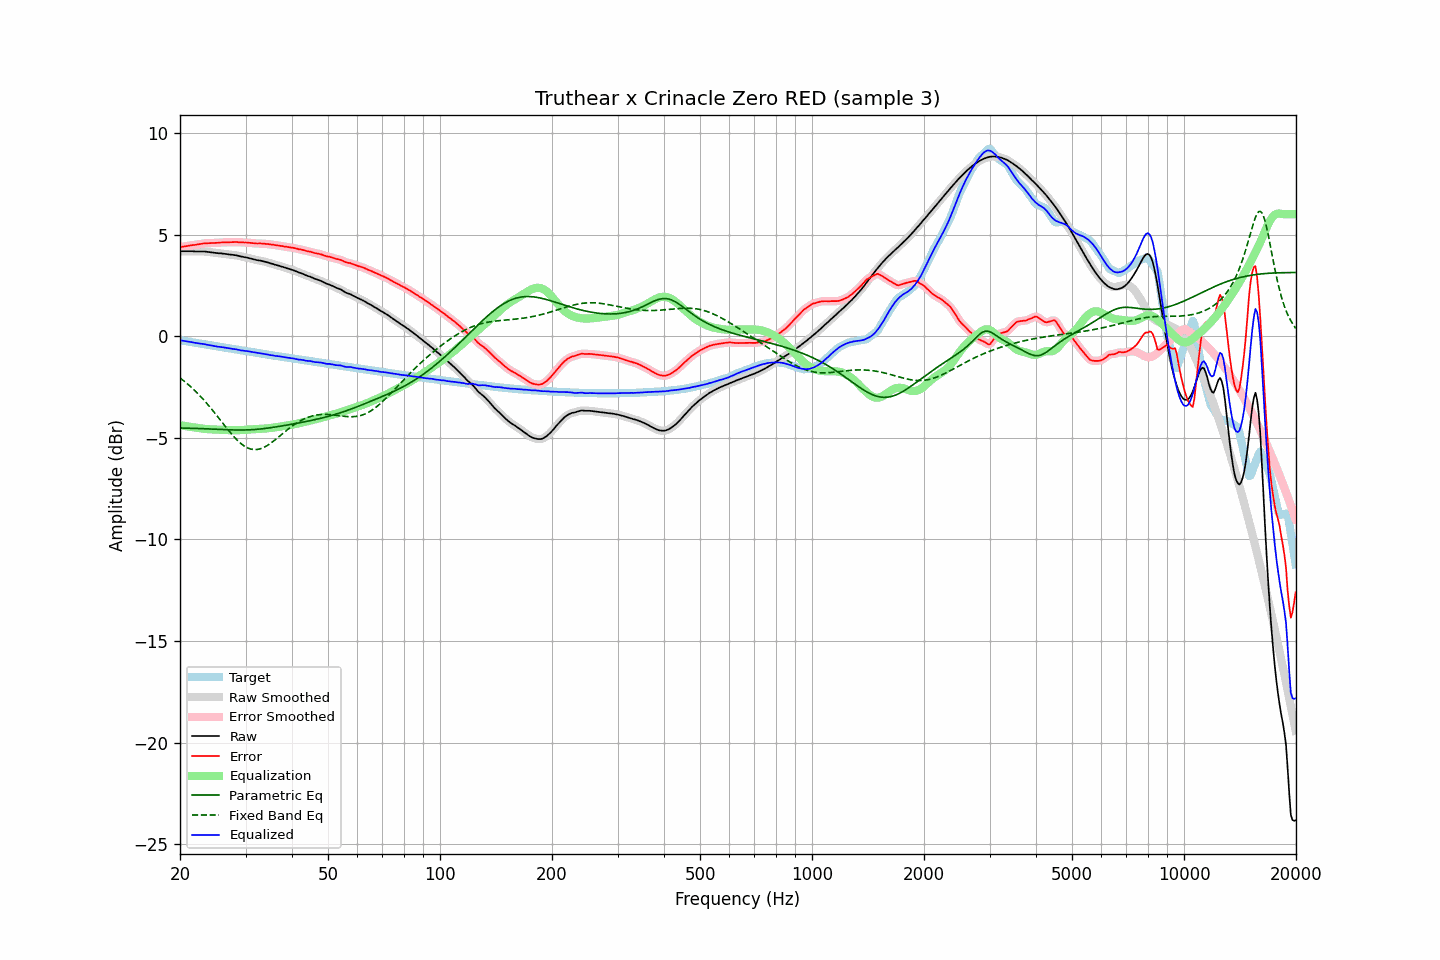 Truthear x Crinacle Zero RED (sample 3)
10
5
0
−5
−10
−15
−20
−25
Amplitude (dBr)
Target
Raw Smoothed
Error Smoothed
Raw
Error
Equalization
Parametric Eq
Fixed Band Eq
Equalized
20 50 100 200 500 1000 2000 5000 10000 20000
Frequency (Hz)